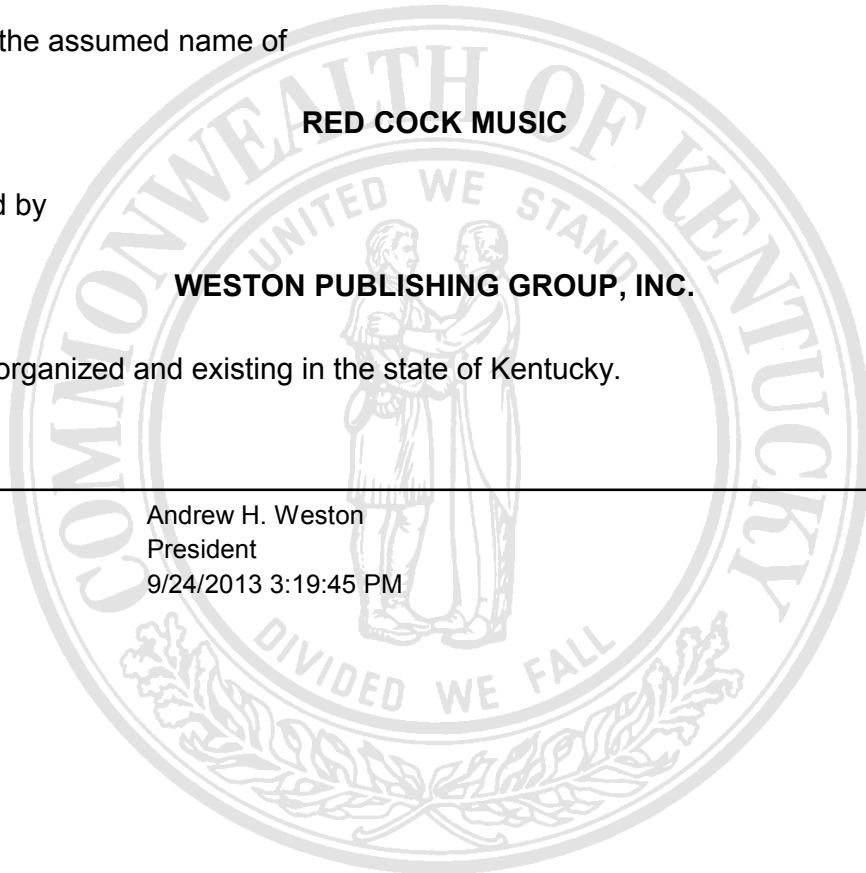 the assumed name of
RED COCK MUSIC
d by
WESTON PUBLISHING GROUP, INC.
organized and existing in the state of Kentucky.
Andrew H. Weston
President
9/24/2013 3:19:45 PM
COMMONWEALTH OF KENTUCKY
UNITED WE STAND
DIVIDED WE FALL